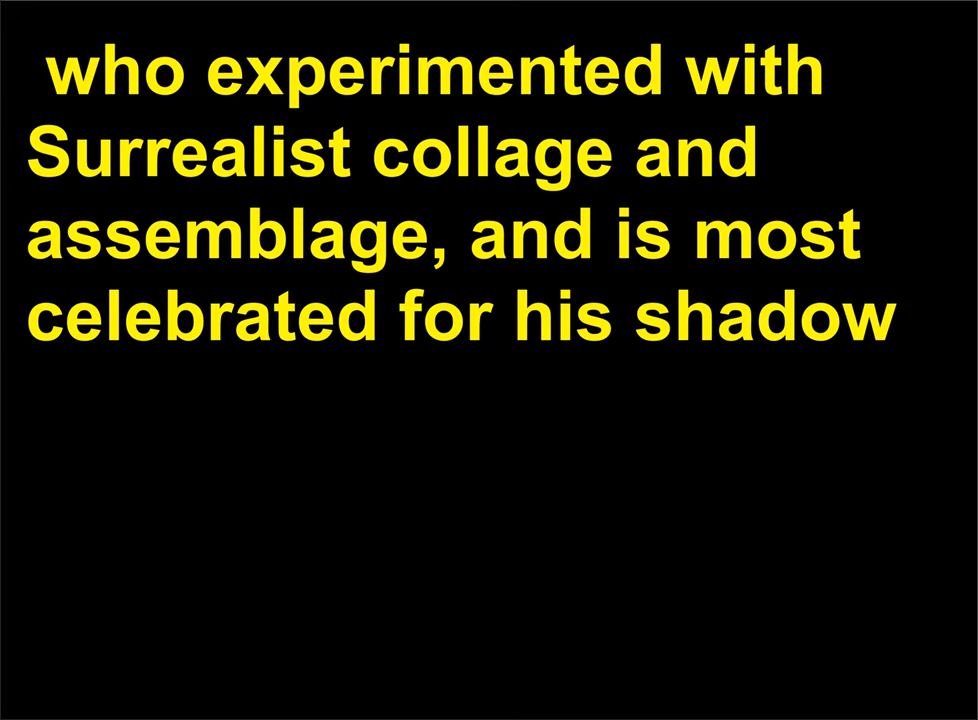 who experimented with
Surrealist collage and
assemblage, and is most
celebrated for his shadow